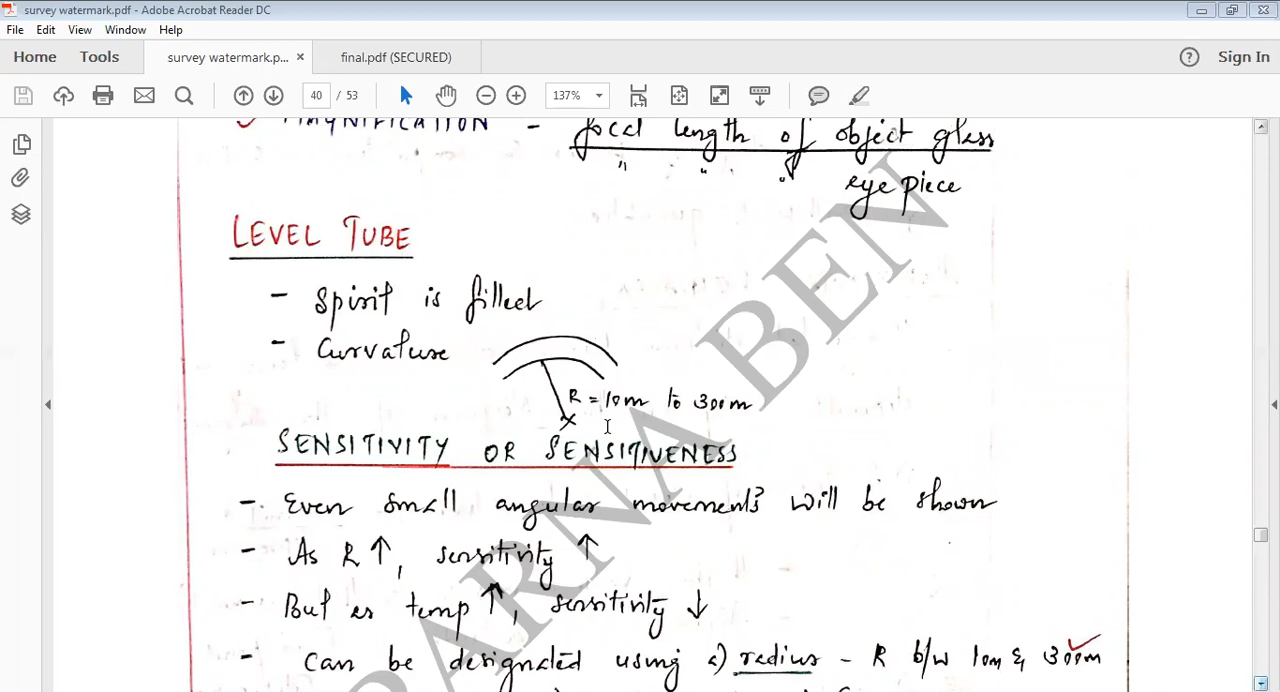 survey watermark.pdf - Adobe Acrobat Reader DC
File Edit View Window Help
Home Tools survey watermark.p... × final.pdf (SECURED) ? Sign In
40 / 53 137%
MAGNIFICATION - focal length of object glass
" " " eye piece
LEVEL TUBE
- Spirit is filled
- Curvature
R = 10m to 300m
SENSITIVITY OR SENSITIVENESS
- Even small angular movements will be shown
- As R ↑, sensitivity ↑
- But as temp ↑, sensitivity ↓
- Can be designated using a) radius - R b/w 10m & 300m
ARNA BEN